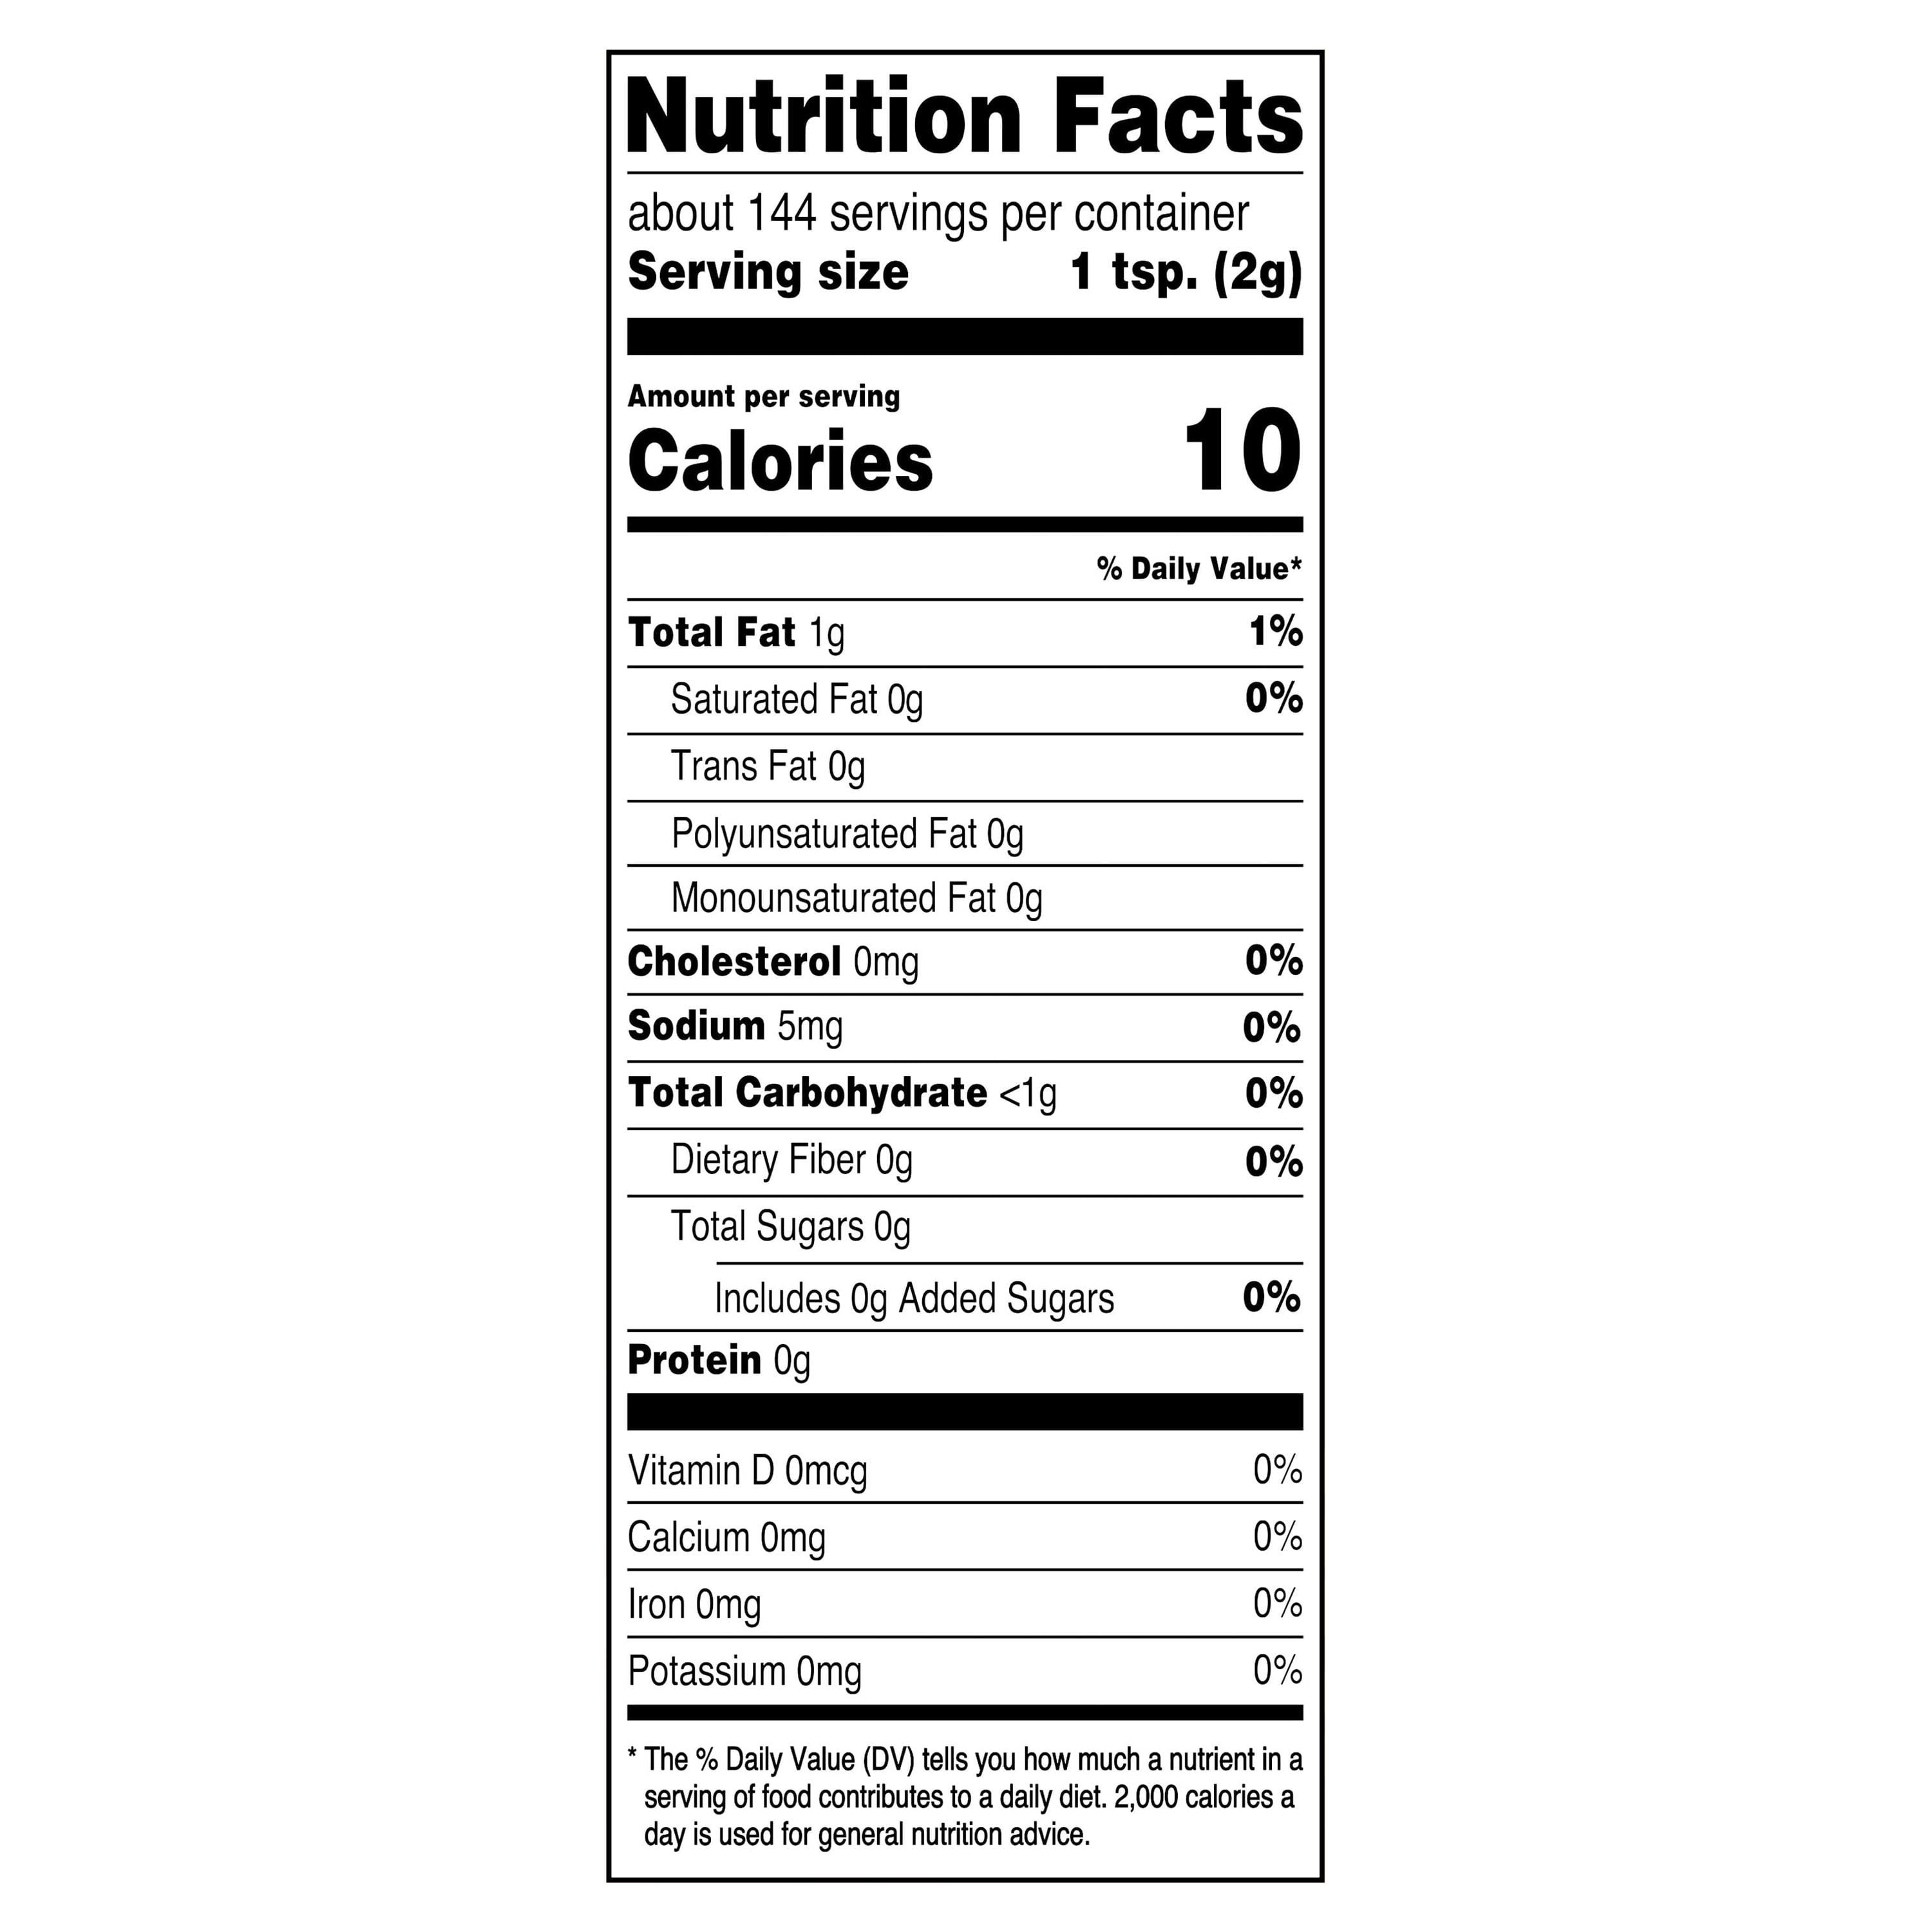 Nutrition Facts
about 144 servings per container
Serving size 1 tsp. (2g)
Amount per serving
Calories 10
% Daily Value*
Total Fat 1g 1%
Saturated Fat 0g 0%
Trans Fat 0g
Polyunsaturated Fat 0g
Monounsaturated Fat 0g
Cholesterol 0mg 0%
Sodium 5mg 0%
Total Carbohydrate <1g 0%
Dietary Fiber 0g 0%
Total Sugars 0g
Includes 0g Added Sugars 0%
Protein 0g
Vitamin D 0mcg 0%
Calcium 0mg 0%
Iron 0mg 0%
Potassium 0mg 0%
* The % Daily Value (DV) tells you how much a nutrient in a
serving of food contributes to a daily diet. 2,000 calories a
day is used for general nutrition advice.